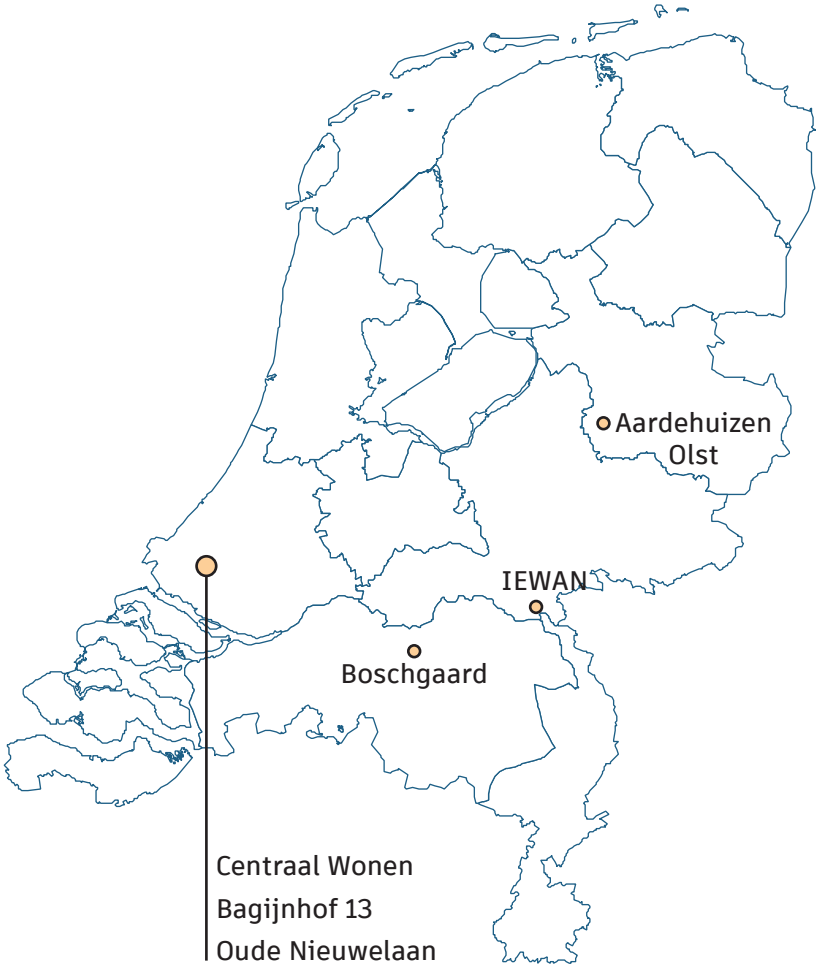 Aardehuizen
Olst
IEWAN
Boschgaard
Centraal Wonen
Bagijnhof 13
Oude Nieuwelaan